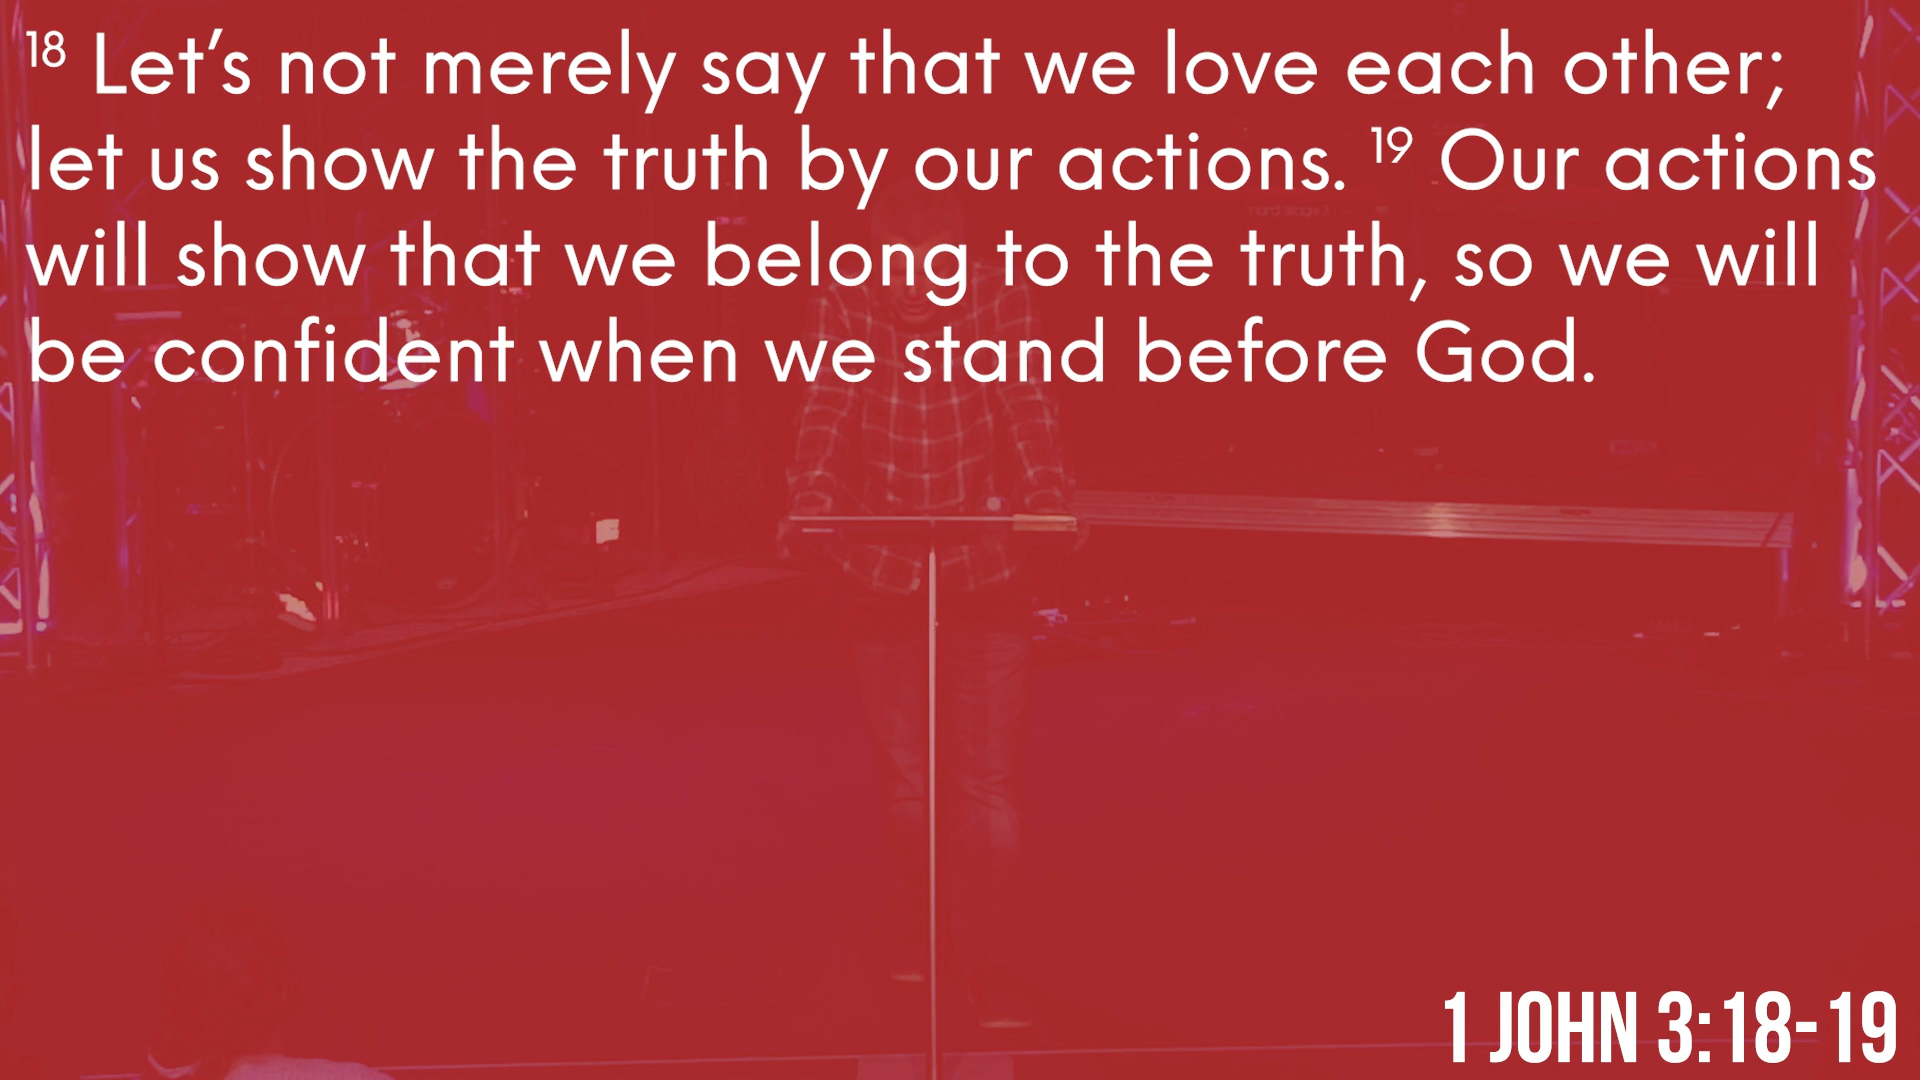 18 Let’s not merely say that we love each other;
let us show the truth by our actions. 19 Our actions
will show that we belong to the truth, so we will
be confident when we stand before God.
1 JOHN 3:18-19